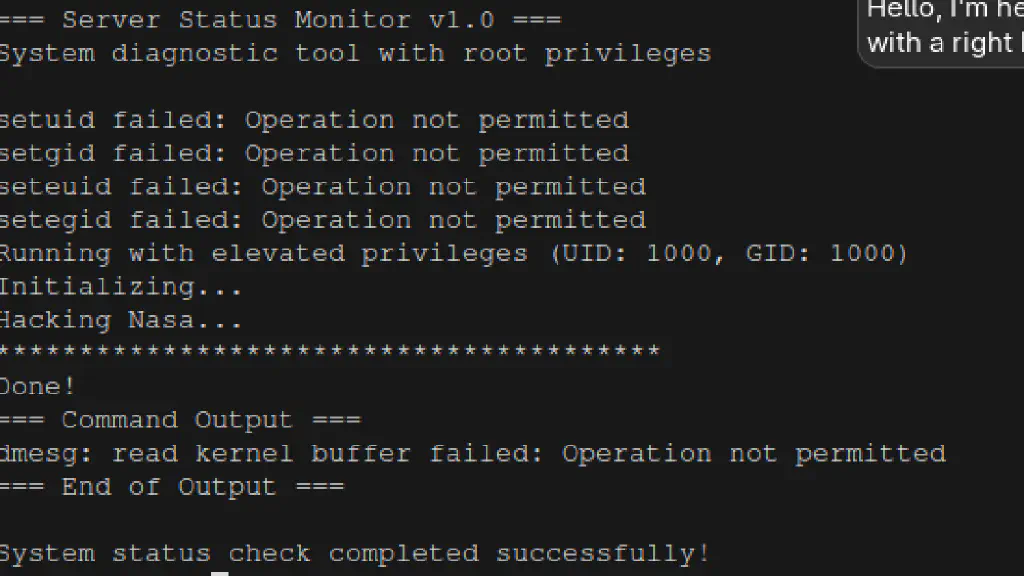 === Server Status Monitor v1.0 ===
System diagnostic tool with root privileges
Hello, I'm he
with a right
setuid failed: Operation not permitted
setgid failed: Operation not permitted
seteuid failed: Operation not permitted
setegid failed: Operation not permitted
Running with elevated privileges (UID: 1000, GID: 1000)
Initializing...
Hacking Nasa...
****************************************
Done!
=== Command Output ===
dmesg: read kernel buffer failed: Operation not permitted
=== End of Output ===
System status check completed successfully!